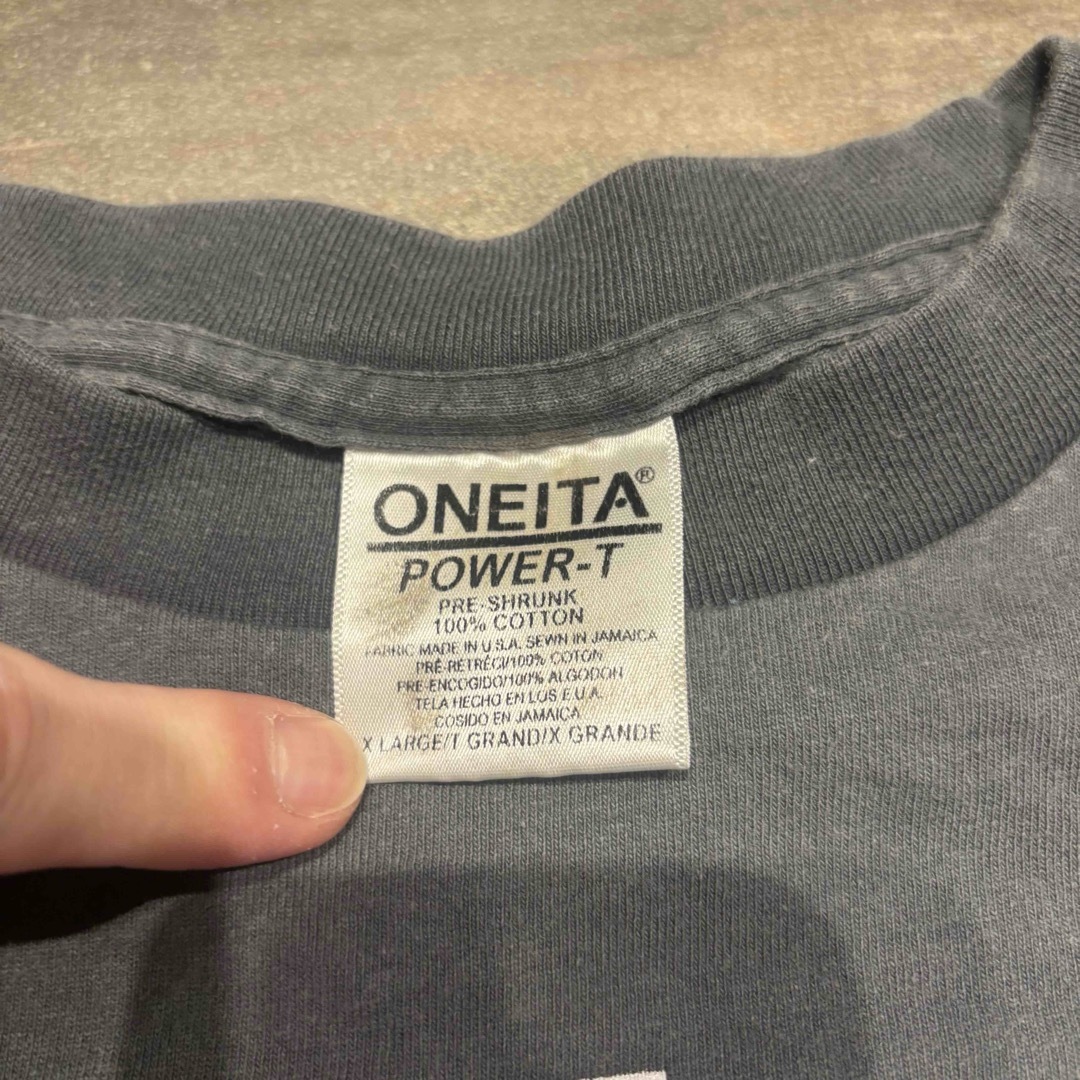 ONEITA®
POWER-T
PRE-SHRUNK
100% COTTON
FABRIC MADE IN U.S.A. SEWN IN JAMAICA
PRÉ-RÉTRÉCI/100% COTON
PRE-ENCOGIDO/100% ALGODON
TELA HECHO EN LOS E.U.A.
COSIDO EN JAMAICA
X LARGE/T GRAND/X GRANDE